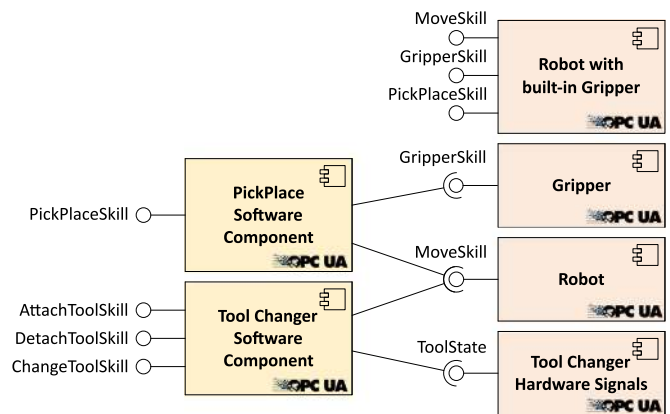 MoveSkill
GripperSkill
PickPlaceSkill
Robot with
built-in Gripper
OPC UA
GripperSkill
Gripper
OPC UA
PickPlaceSkill
PickPlace
Software
Component
OPC UA
MoveSkill
Robot
OPC UA
AttachToolSkill
DetachToolSkill
ChangeToolSkill
Tool Changer
Software
Component
OPC UA
ToolState
Tool Changer
Hardware Signals
OPC UA